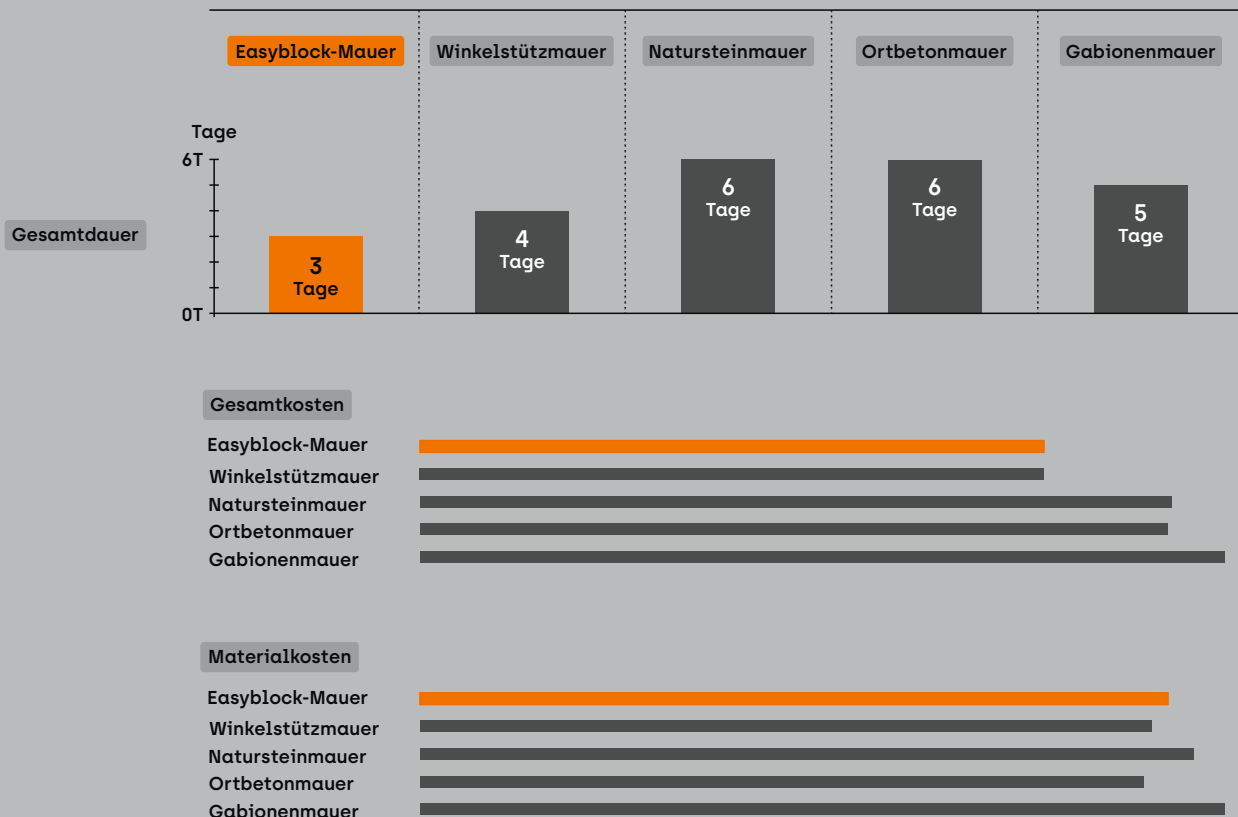 Easyblock-Mauer Winkelstützmauer Natursteinmauer Ortbetonmauer Gabionenmauer
Tage
6T
Gesamtdauer
0T
3
Tage
4
Tage
6
Tage
6
Tage
5
Tage
Gesamtkosten
Easyblock-Mauer
Winkelstützmauer
Natursteinmauer
Ortbetonmauer
Gabionenmauer
Materialkosten
Easyblock-Mauer
Winkelstützmauer
Natursteinmauer
Ortbetonmauer
Gabionenmauer